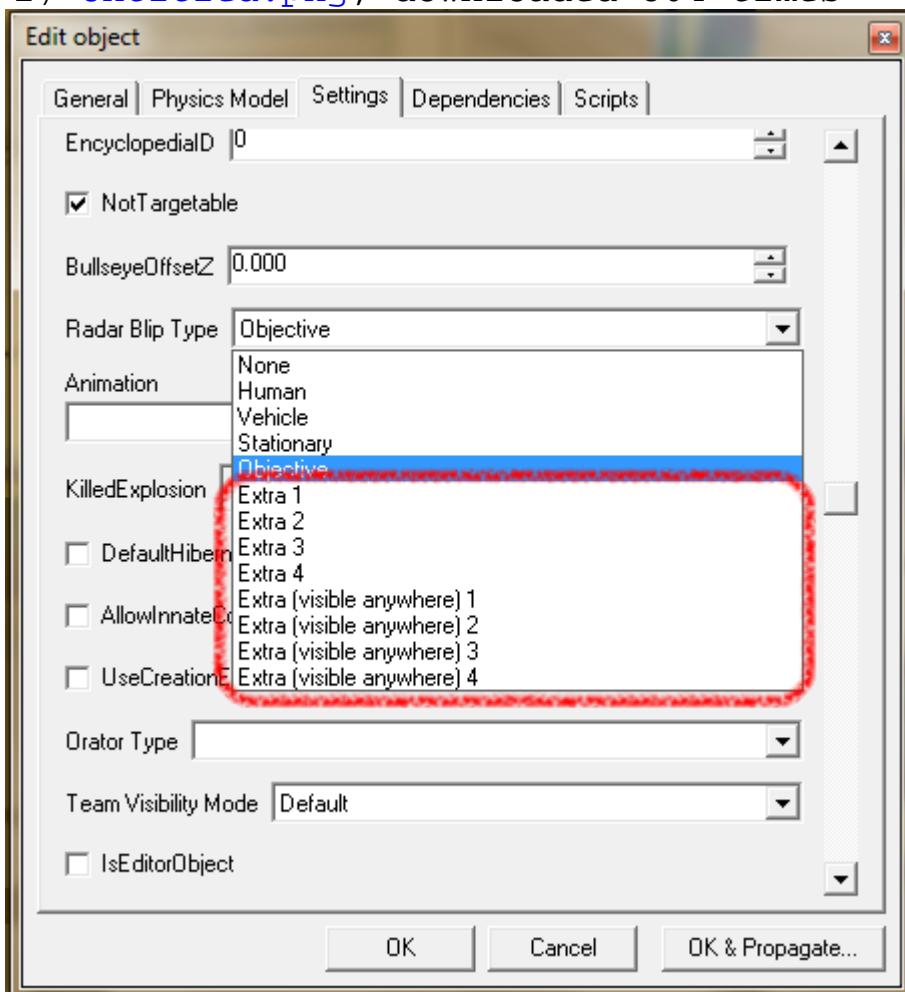 Edit object
General Physics Model Settings Dependencies Scripts
EncyclopediaID 0
NotTargetable
BullseyeOffsetZ 0.000
Radar Blip Type Objective
None
Animation
Human
Vehicle
Stationary
Objective
KilledExplosion
Extra 1
Extra 2
Extra 3
Extra 4
Extra (visible anywhere) 1
Extra (visible anywhere) 2
Extra (visible anywhere) 3
Extra (visible anywhere) 4
Orator Type
Team Visibility Mode Default
IsEditorObject
OK Cancel OK & Propagate...